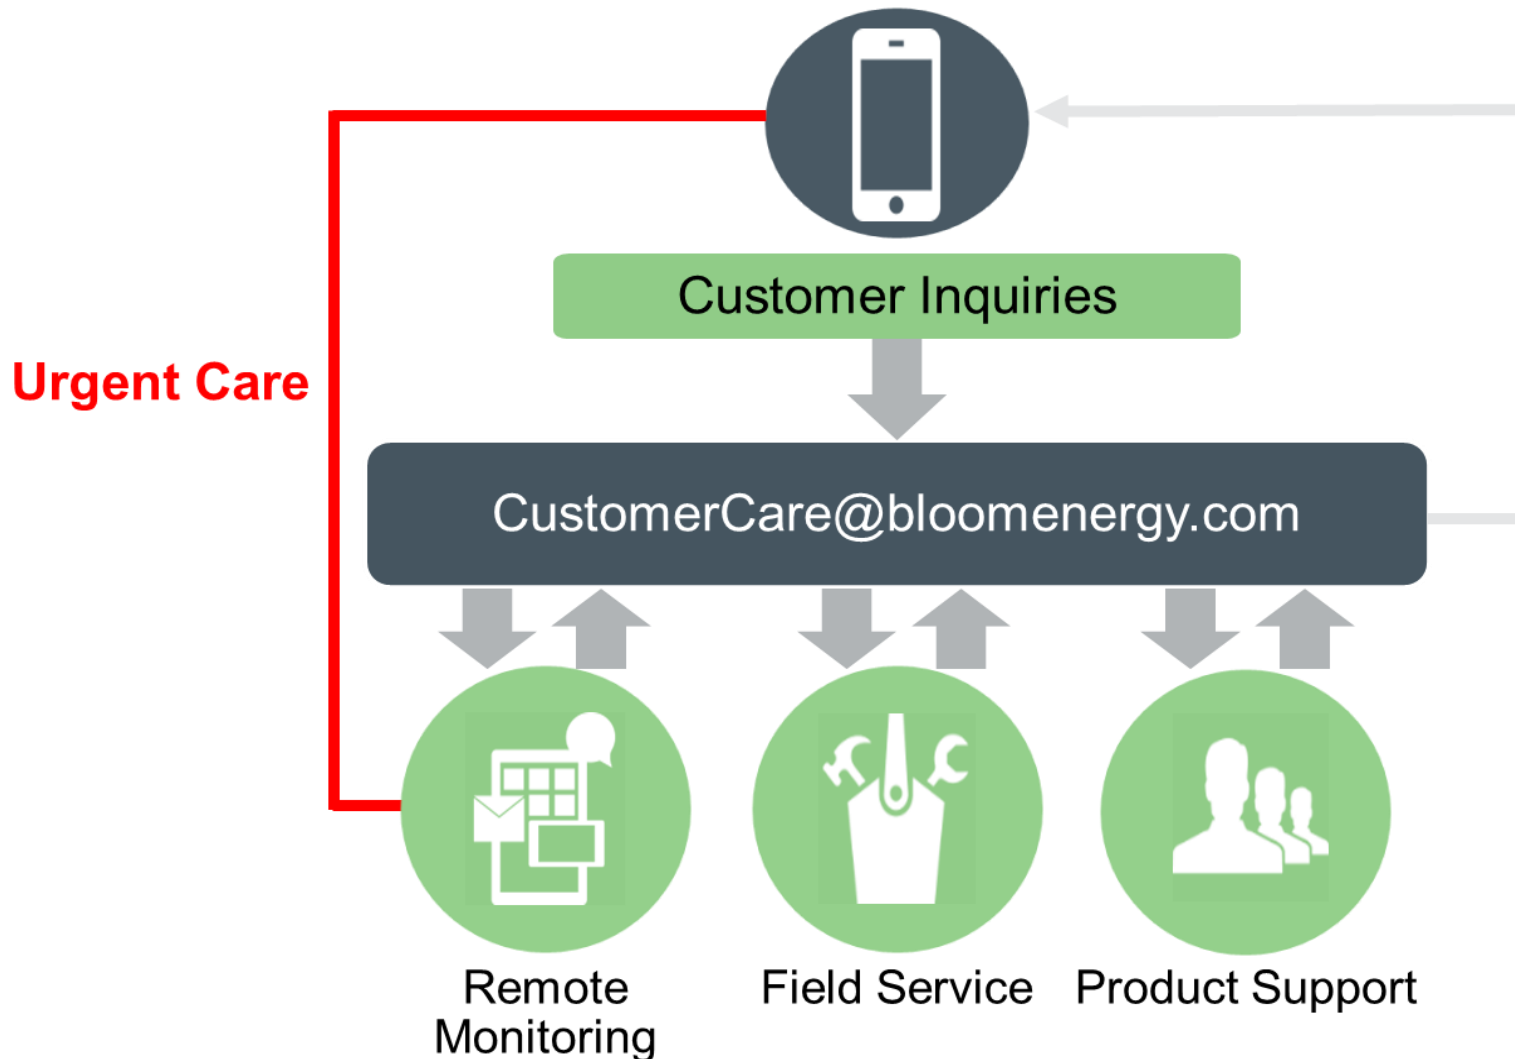 Customer Inquiries
Urgent Care
CustomerCare@bloomenergy.com
Remote
Monitoring
Field Service
Product Support